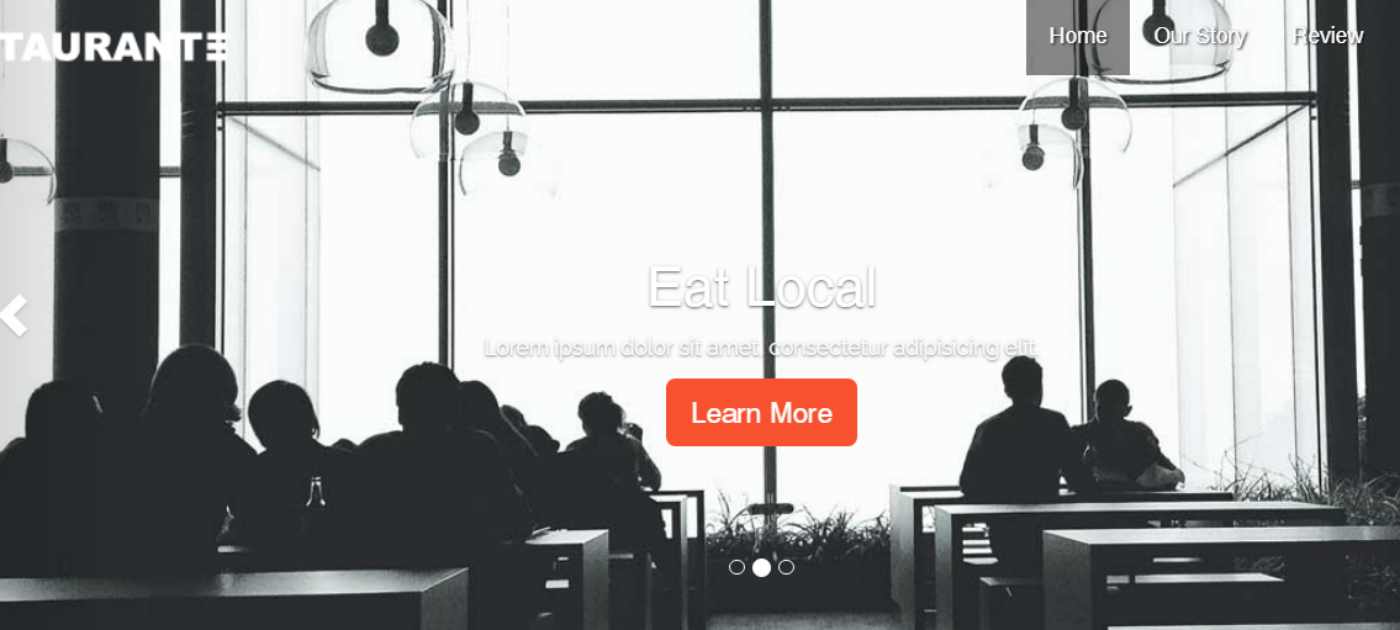 TAURANTE
Home Our Story Review
Eat Local
Lorem ipsum dolor sit amet, consectetur adipisicing elit.
Learn More